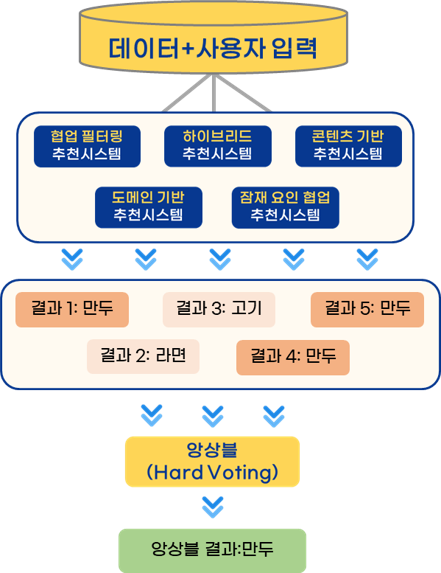 데이터+사용자 입력
협업 필터링
추천시스템
하이브리드
추천시스템
콘텐츠 기반
추천시스템
도메인 기반
추천시스템
잠재 요인 협업
추천시스템
결과 1: 만두
결과 3: 고기
결과 5: 만두
결과 2: 라면
결과 4: 만두
앙상블
(Hard Voting)
앙상블 결과:만두